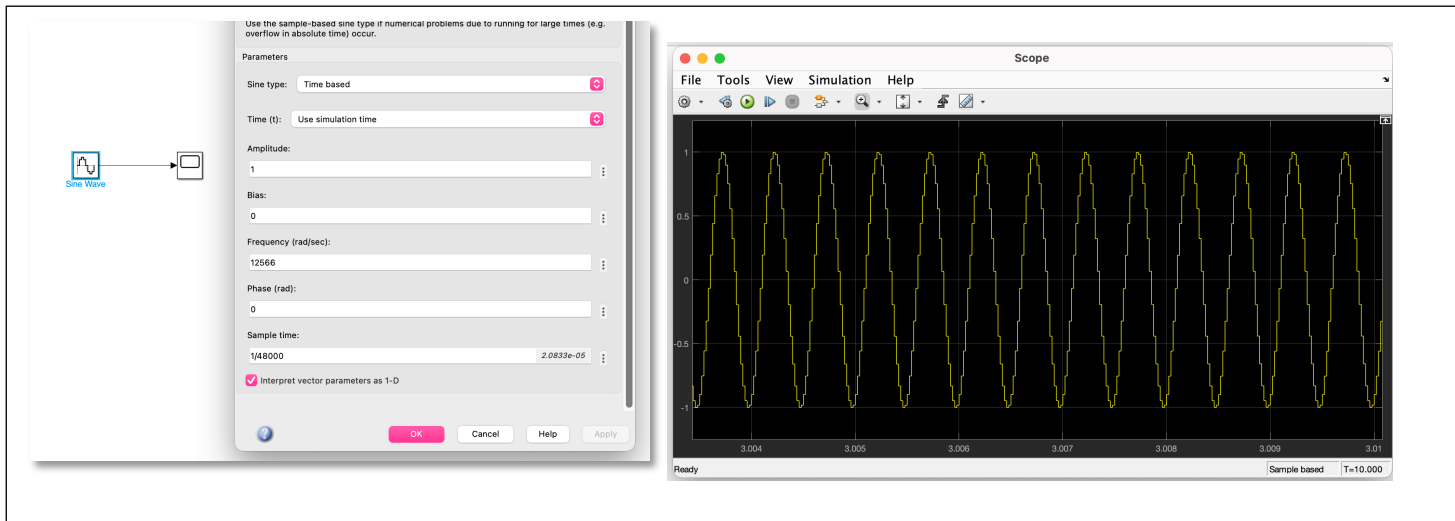 Use the sample-based sine type if numerical problems due to running for large times (e.g.
overflow in absolute time) occur.
Parameters
Sine type: Time based
Time (t): Use simulation time
Amplitude:
1
Bias:
0
Frequency (rad/sec):
12566
Phase (rad):
0
Sample time:
1/48000 2.0833e-05
Interpret vector parameters as 1-D
OK Cancel Help Apply
Sine Wave
Scope
File Tools View Simulation Help
1
0.5
0
-0.5
-1
3.004 3.005 3.006 3.007 3.008 3.009 3.01
Ready Sample based T=10.000